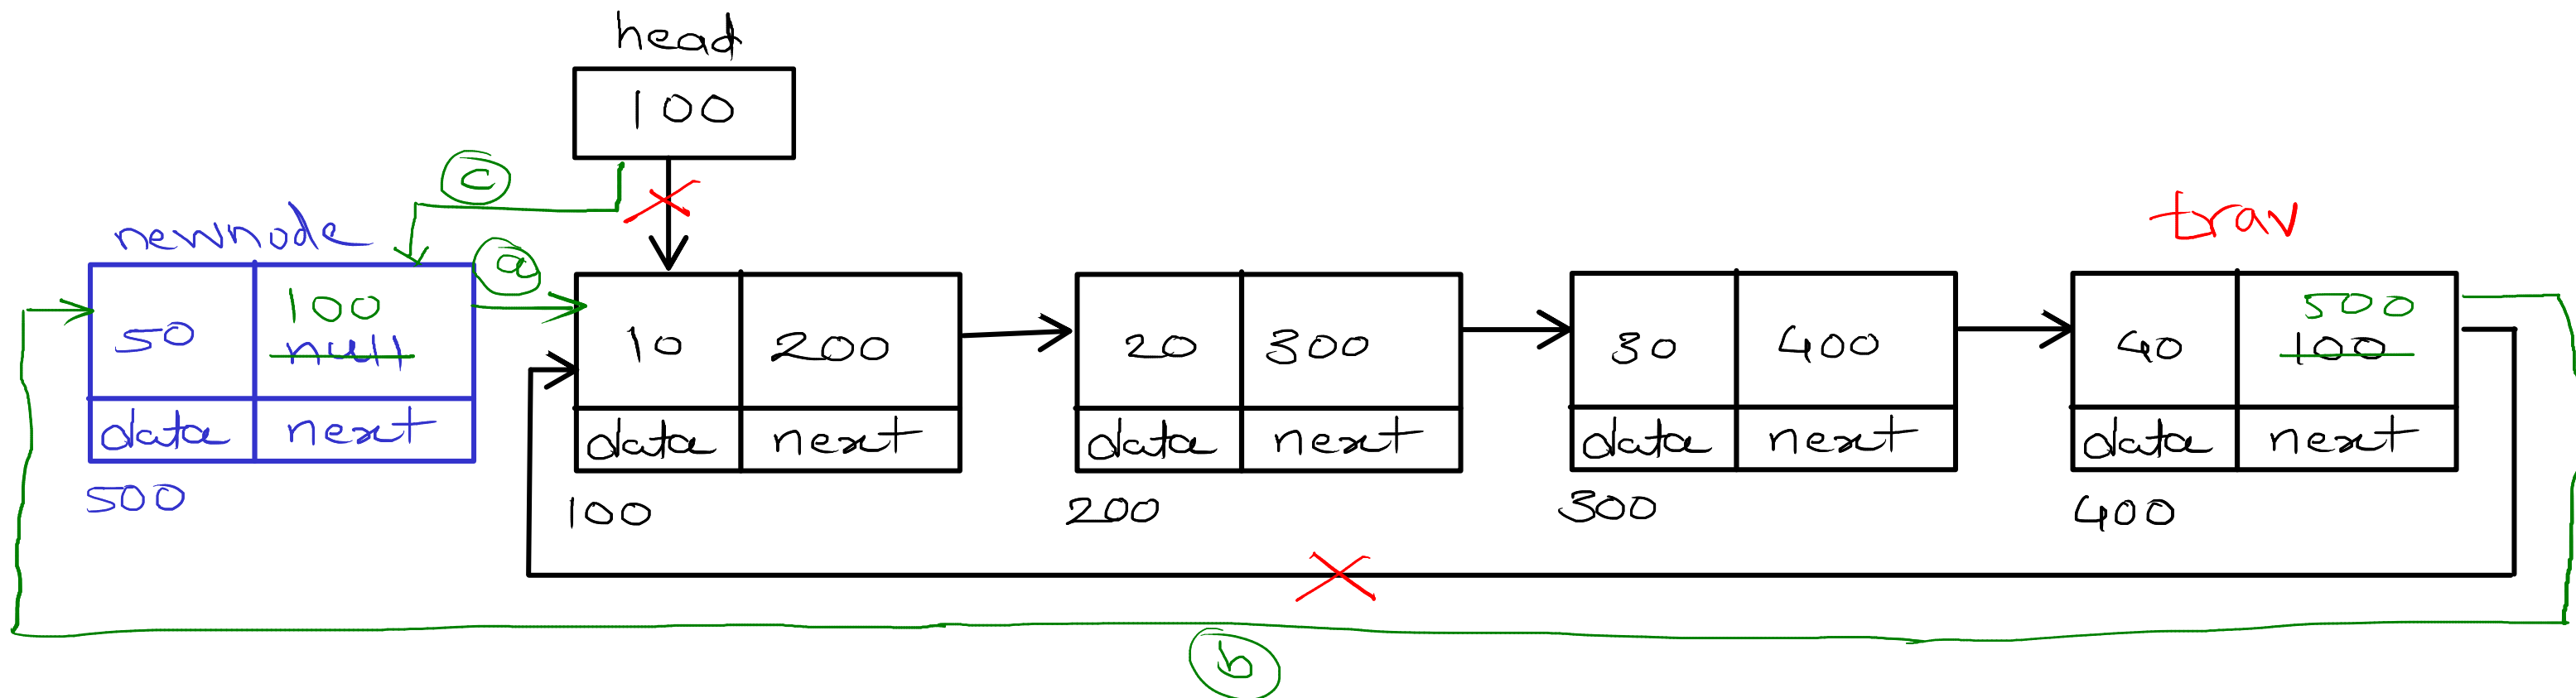 head
100
c
newnode
a
trav
50 100 null
10 200
20 300
30 400
40 500 100
data next
data next
data next
data next
data next
500
100
200
300
400
b